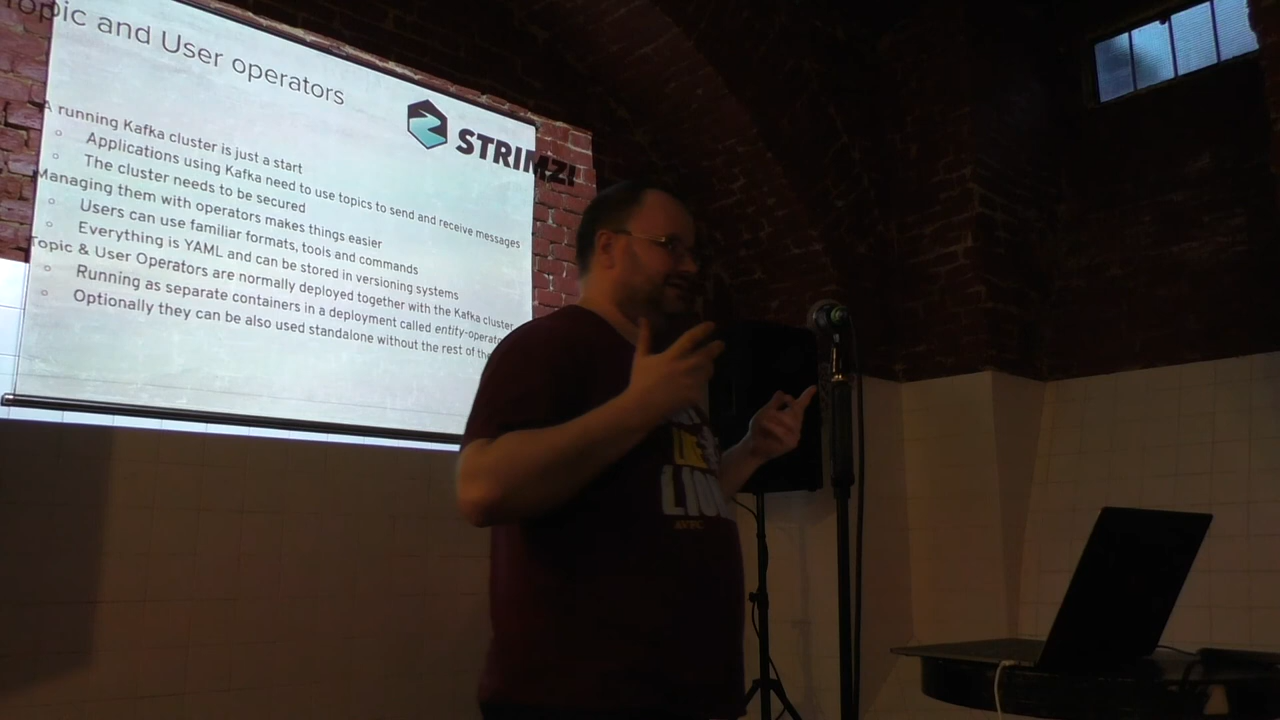 Topic and User operators
STRIMZI
A running Kafka cluster is just a start
Applications using Kafka need to use topics to send and receive messages
The cluster needs to be secured
Managing them with operators makes things easier
Users can use familiar formats, tools and commands
Everything is YAML and can be stored in versioning systems
Topic & User Operators are normally deployed together with the Kafka cluster
Running as separate containers in a deployment called entity-operato
Optionally they can be also used standalone without the rest of the